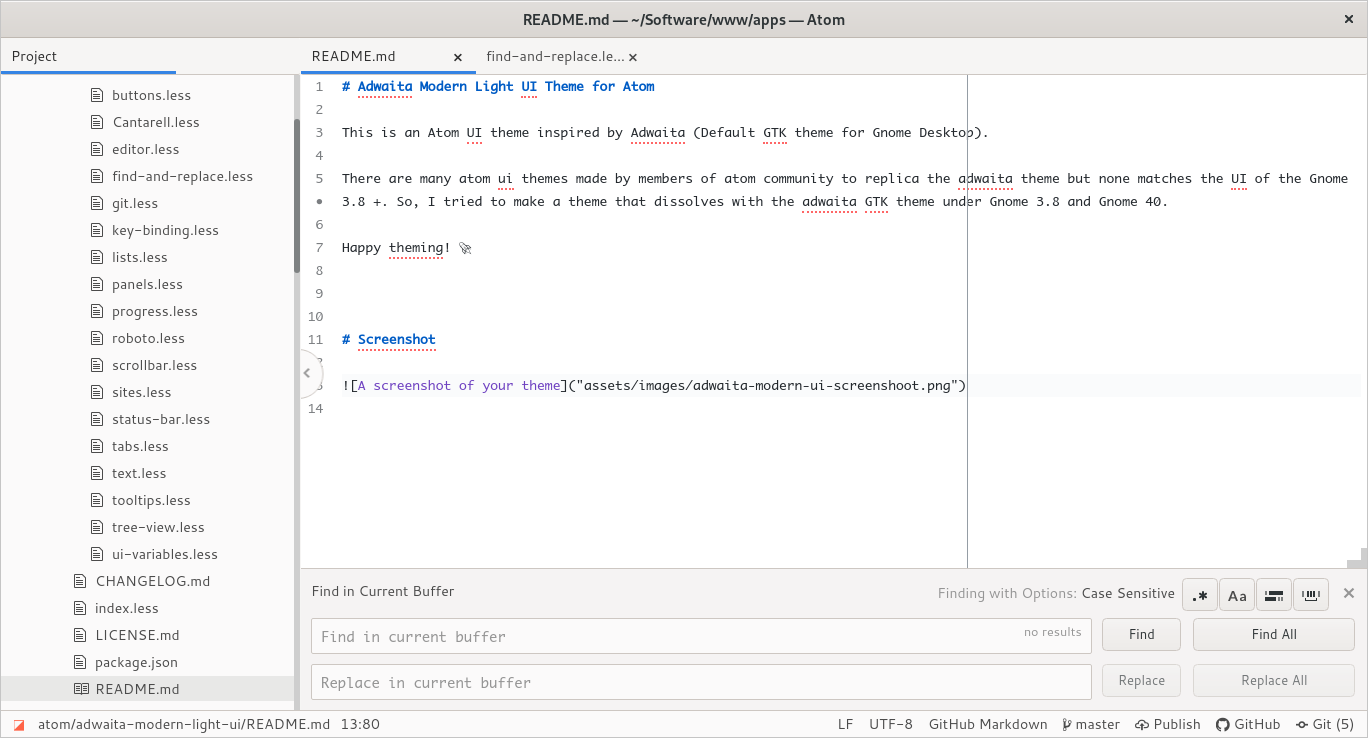 README.md — ~/Software/www/apps — Atom
Project
README.md
find-and-replace.le...
buttons.less
Cantarell.less
editor.less
find-and-replace.less
git.less
key-binding.less
lists.less
panels.less
progress.less
roboto.less
scrollbar.less
sites.less
status-bar.less
tabs.less
text.less
tooltips.less
tree-view.less
ui-variables.less
CHANGELOG.md
index.less
LICENSE.md
package.json
README.md
1 # Adwaita Modern Light UI Theme for Atom
2
3 This is an Atom UI theme inspired by Adwaita (Default GTK theme for Gnome Desktop).
4
5 There are many atom ui themes made by members of atom community to replica the adwaita theme but none matches the UI of the Gnome
• 3.8 +. So, I tried to make a theme that dissolves with the adwaita GTK theme under Gnome 3.8 and Gnome 40.
6
7 Happy theming! 🚀
8
9
10
11 # Screenshot
![A screenshot of your theme]("assets/images/adwaita-modern-ui-screenshoot.png")
14
Find in Current Buffer
Finding with Options: Case Sensitive
.*
Aa
Find in current buffer
no results
Find
Find All
Replace in current buffer
Replace
Replace All
atom/adwaita-modern-light-ui/README.md 13:80
LF UTF-8 GitHub Markdown master Publish GitHub Git (5)